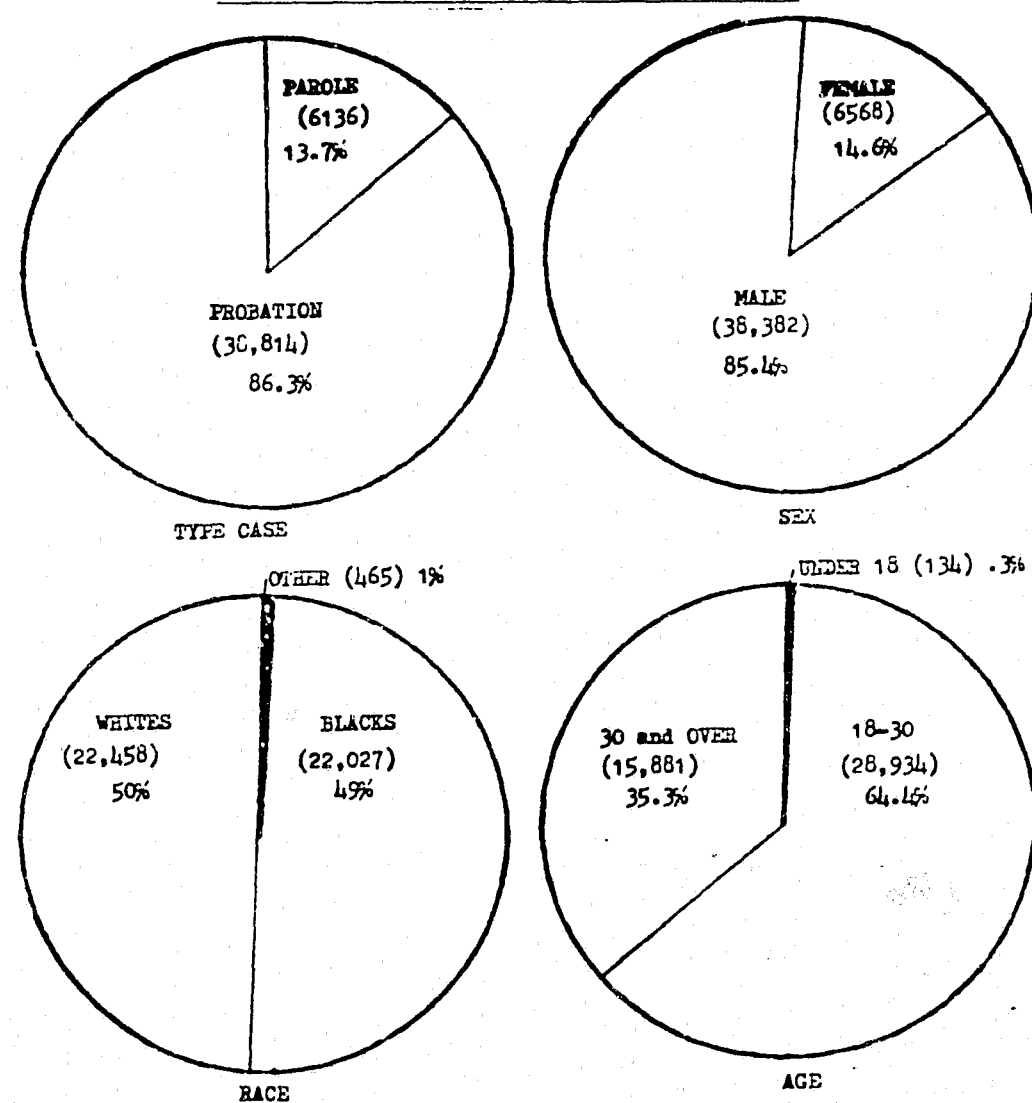 PAROLE
(6136)
13.7%
PROBATION
(38,814)
86.3%
TYPE CASE
FEMALE
(6568)
14.6%
MALE
(38,382)
85.4%
SEX
OTHER (465) 1%
WHITES
(22,458)
50%
BLACKS
(22,027)
49%
RACE
UNDER 18 (134) .3%
30 and OVER
(15,881)
35.3%
18-30
(28,934)
64.4%
AGE